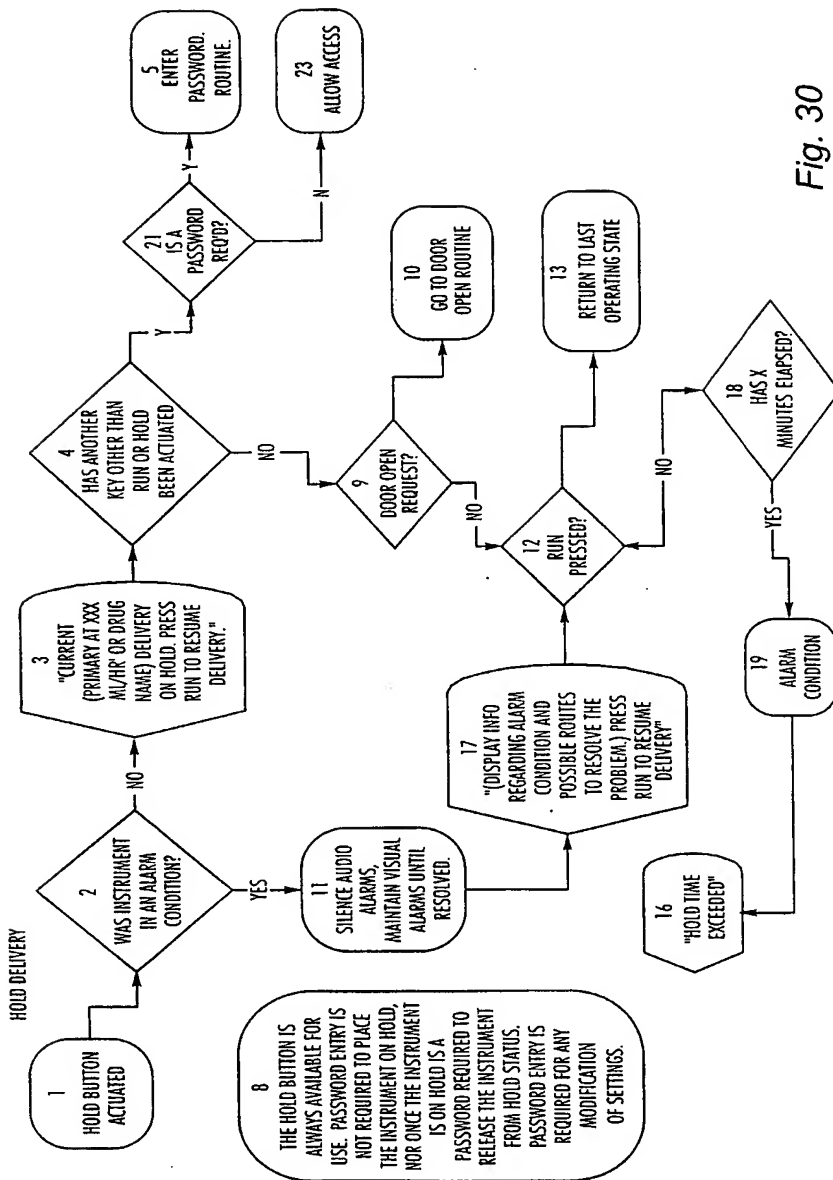 HOLD DELIVERY
1
HOLD BUTTON
ACTUATED
2
WAS INSTRUMENT
IN AN ALARM
CONDITION?
NO
YES
3
"CURRENT
(PRIMARY AT XXX
ML/HR' OR DRUG
NAME) DELIVERY
ON HOLD. PRESS
RUN TO RESUME
DELIVERY."
4
HAS ANOTHER
KEY OTHER THAN
RUN OR HOLD
BEEN ACTUATED
Y
NO
21
IS A
PASSWORD
REQ'D?
Y
N
5
ENTER
PASSWORD.
ROUTINE.
23
ALLOW ACCESS
9
DOOR OPEN
REQUEST?
NO
10
GO TO DOOR
OPEN ROUTINE
11
SILENCE AUDIO
ALARMS,
MAINTAIN VISUAL
ALARMS UNTIL
RESOLVED.
17
"(DISPLAY INFO
REGARDING ALARM
CONDITION AND
POSSIBLE ROUTES
TO RESOLVE THE
PROBLEM.) PRESS
RUN TO RESUME
DELIVERY"
12
RUN
PRESSED?
NO
13
RETURN TO LAST
OPERATING STATE
18
HAS X
MINUTES ELAPSED?
YES
19
ALARM
CONDITION
16
"HOLD TIME
EXCEEDED"
8
THE HOLD BUTTON IS
ALWAYS AVAILABLE FOR
USE. PASSWORD ENTRY IS
NOT REQUIRED TO PLACE
THE INSTRUMENT ON HOLD,
NOR ONCE THE INSTRUMENT
IS ON HOLD IS A
PASSWORD REQUIRED TO
RELEASE THE INSTRUMENT
FROM HOLD STATUS.
PASSWORD ENTRY IS
REQUIRED FOR ANY
MODIFICATION
OF SETTINGS.
Fig. 30